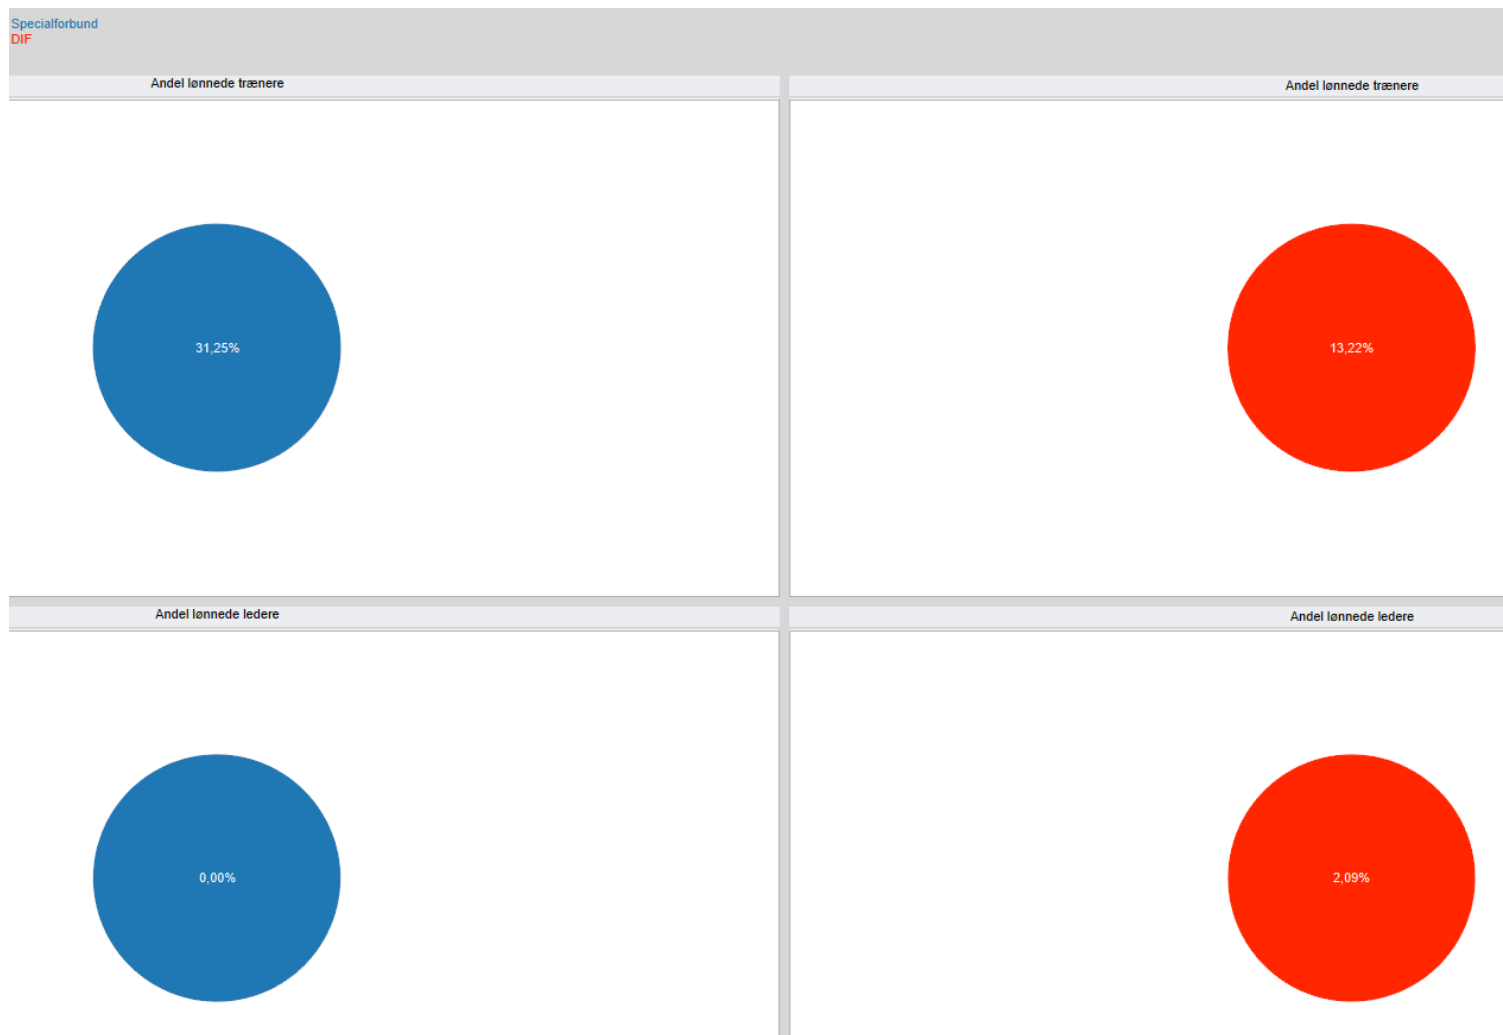 Specialforbund
DIF
Andel lønnede trænere
Andel lønnede trænere
31,25%
13,22%
Andel lønnede ledere
Andel lønnede ledere
0,00%
2,09%